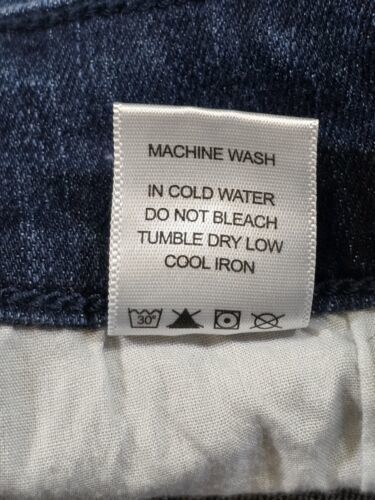 MACHINE WASH
IN COLD WATER
DO NOT BLEACH
TUMBLE DRY LOW
COOL IRON
30°